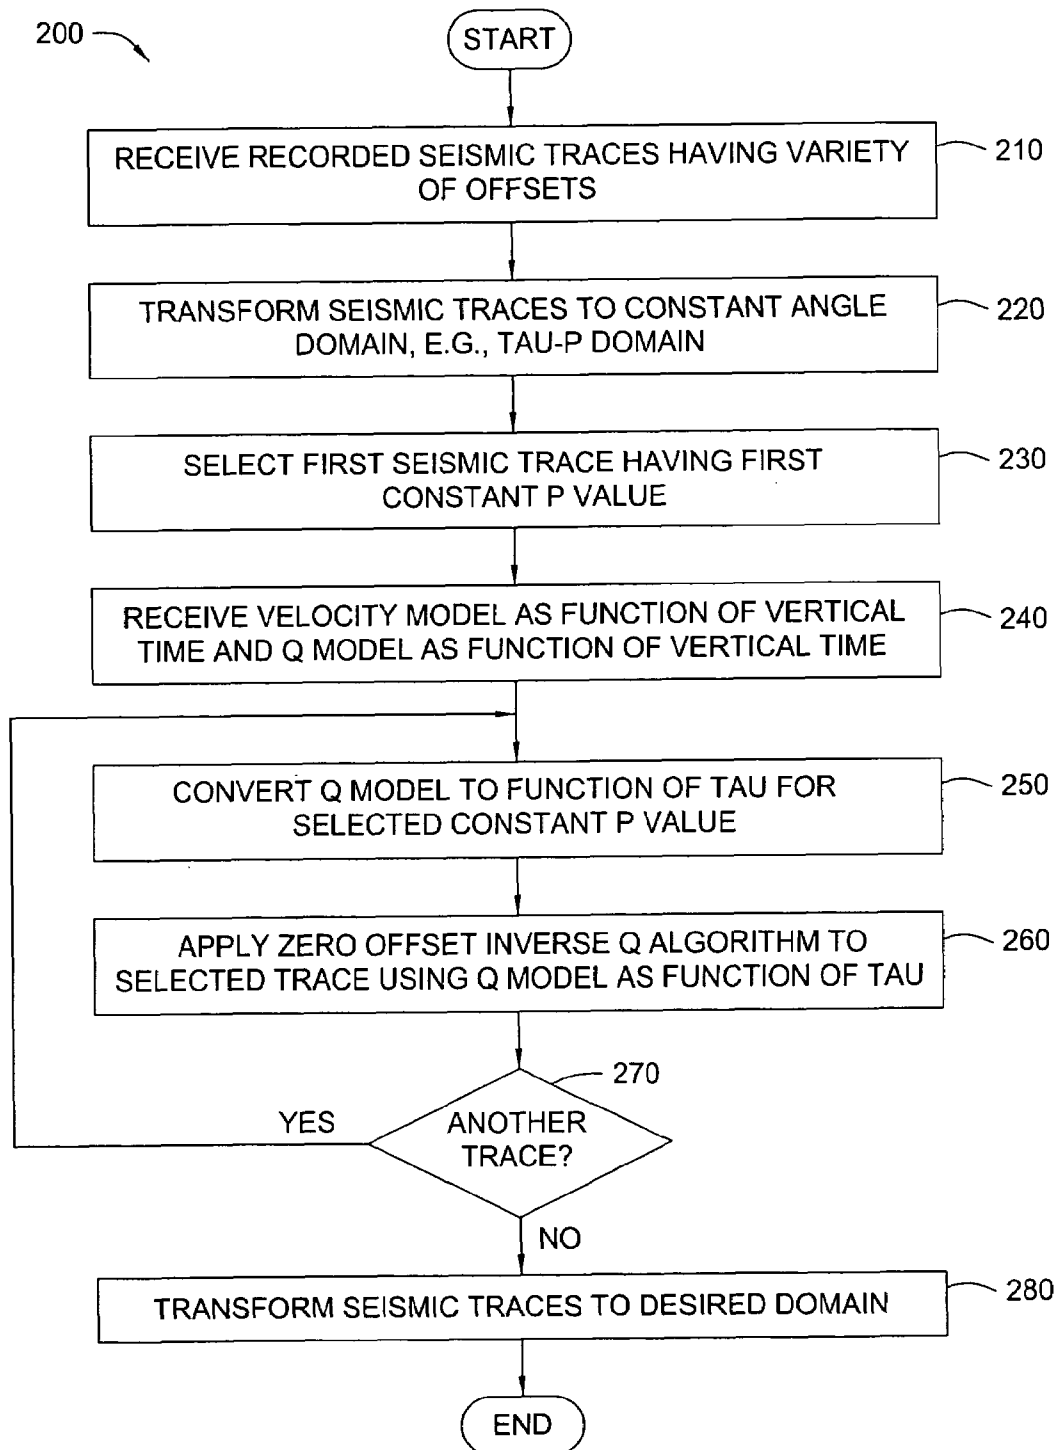 200
START
RECEIVE RECORDED SEISMIC TRACES HAVING VARIETY
OF OFFSETS
210
TRANSFORM SEISMIC TRACES TO CONSTANT ANGLE
DOMAIN, E.G., TAU-P DOMAIN
220
SELECT FIRST SEISMIC TRACE HAVING FIRST
CONSTANT P VALUE
230
RECEIVE VELOCITY MODEL AS FUNCTION OF VERTICAL
TIME AND Q MODEL AS FUNCTION OF VERTICAL TIME
240
CONVERT Q MODEL TO FUNCTION OF TAU FOR
SELECTED CONSTANT P VALUE
250
APPLY ZERO OFFSET INVERSE Q ALGORITHM TO
SELECTED TRACE USING Q MODEL AS FUNCTION OF TAU
260
270
YES
ANOTHER
TRACE?
NO
TRANSFORM SEISMIC TRACES TO DESIRED DOMAIN
280
END